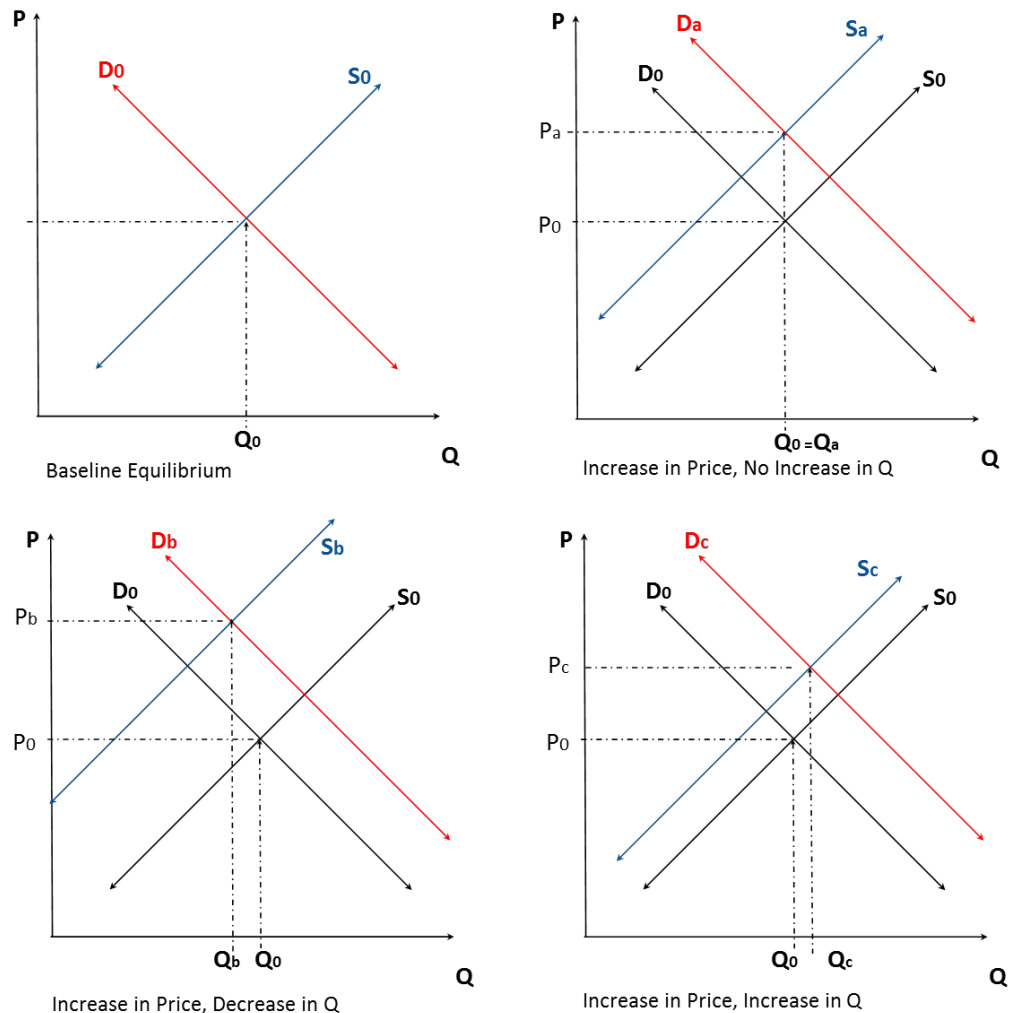 P
D0
S0
Q0
Q
Baseline Equilibrium
P
Da
Sa
D0
S0
Pa
P0
Q0 =Qa
Q
Increase in Price, No Increase in Q
P
Db
Sb
D0
S0
Pb
P0
Qb Q0
Q
Increase in Price, Decrease in Q
P
Dc
Sc
D0
S0
Pc
P0
Q0 Qc
Q
Increase in Price, Increase in Q